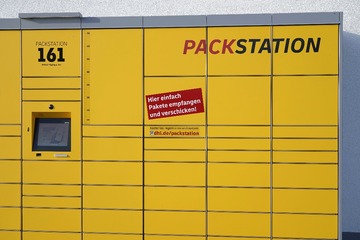 PACKSTATION
161
PACKSTATION
Hier einfach
Pakete empfangen
und verschicken!
dhl.de/packstation